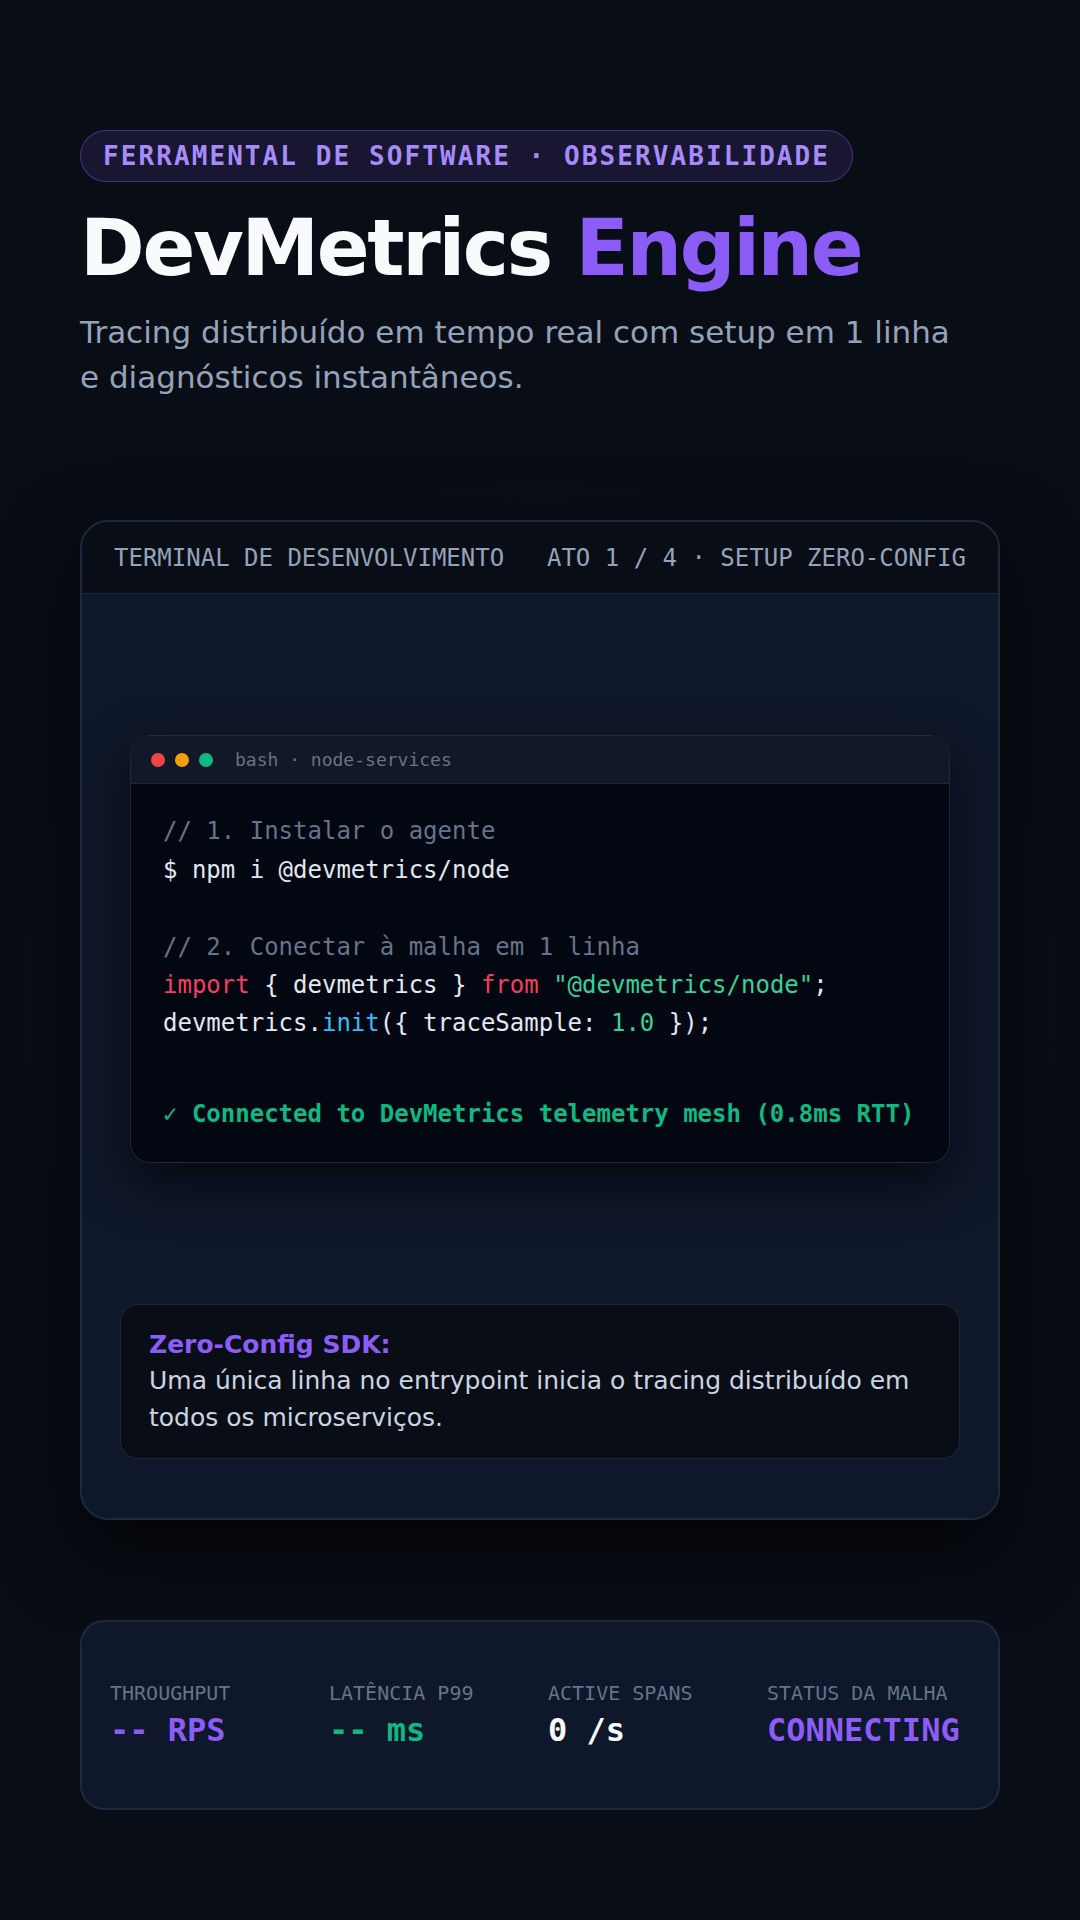 FERRAMENTAL DE SOFTWARE · OBSERVABILIDADE
DevMetrics Engine
Tracing distribuído em tempo real com setup em 1 linha
e diagnósticos instantâneos.
TERMINAL DE DESENVOLVIMENTO
ATO 1 / 4 · SETUP ZERO-CONFIG
bash · node-services
// 1. Instalar o agente
$ npm i @devmetrics/node
// 2. Conectar à malha em 1 linha
import { devmetrics } from "@devmetrics/node";
devmetrics.init({ traceSample: 1.0 });
✓ Connected to DevMetrics telemetry mesh (0.8ms RTT)
Zero-Config SDK:
Uma única linha no entrypoint inicia o tracing distribuído em
todos os microserviços.
THROUGHPUT
-- RPS
LATÊNCIA P99
-- ms
ACTIVE SPANS
0 /s
STATUS DA MALHA
CONNECTING